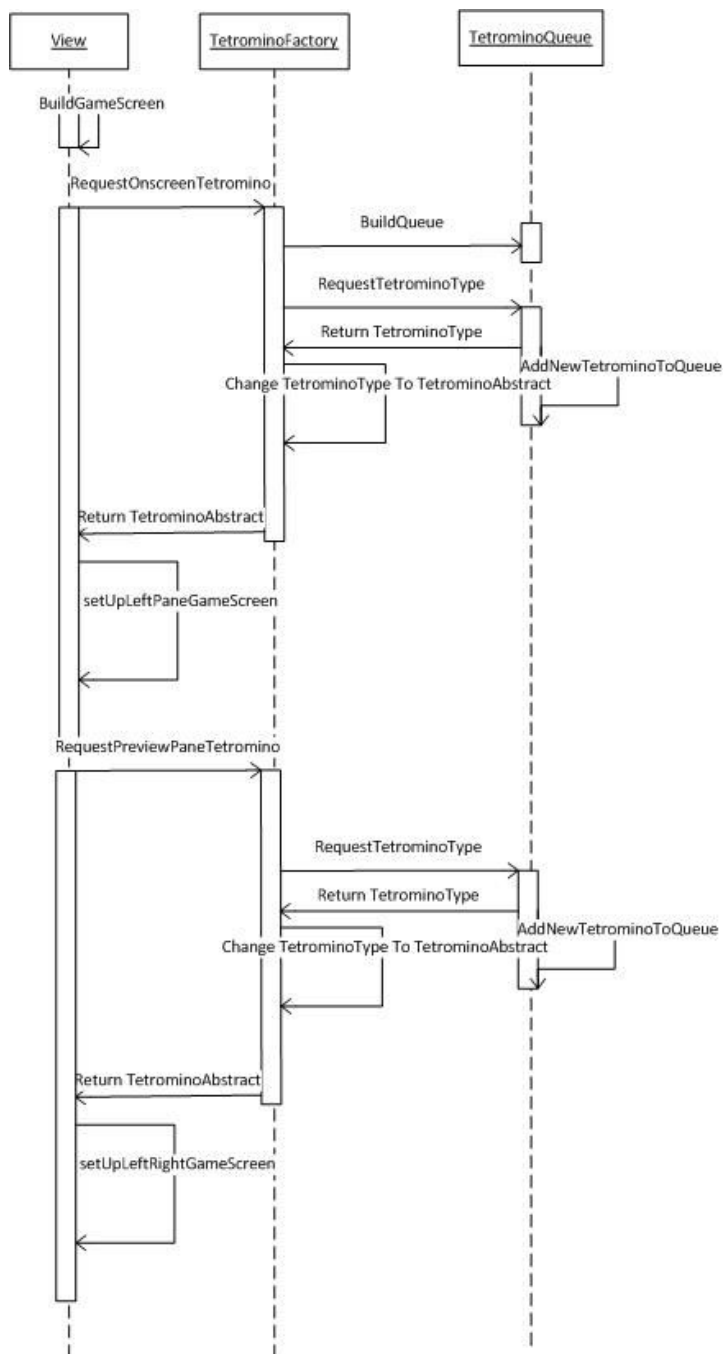 View
TetrominoFactory
TetrominoQueue
BuildGameScreen
RequestOnscreenTetromino
BuildQueue
RequestTetrominoType
Return TetrominoType
AddNewTetrominoToQueue
Change TetrominoType To TetrominoAbstract
Return TetrominoAbstract
setUpLeftPaneGameScreen
RequestPreviewPaneTetromino
RequestTetrominoType
Return TetrominoType
AddNewTetrominoToQueue
Change TetrominoType To TetrominoAbstract
Return TetrominoAbstract
setUpLeftRightGameScreen